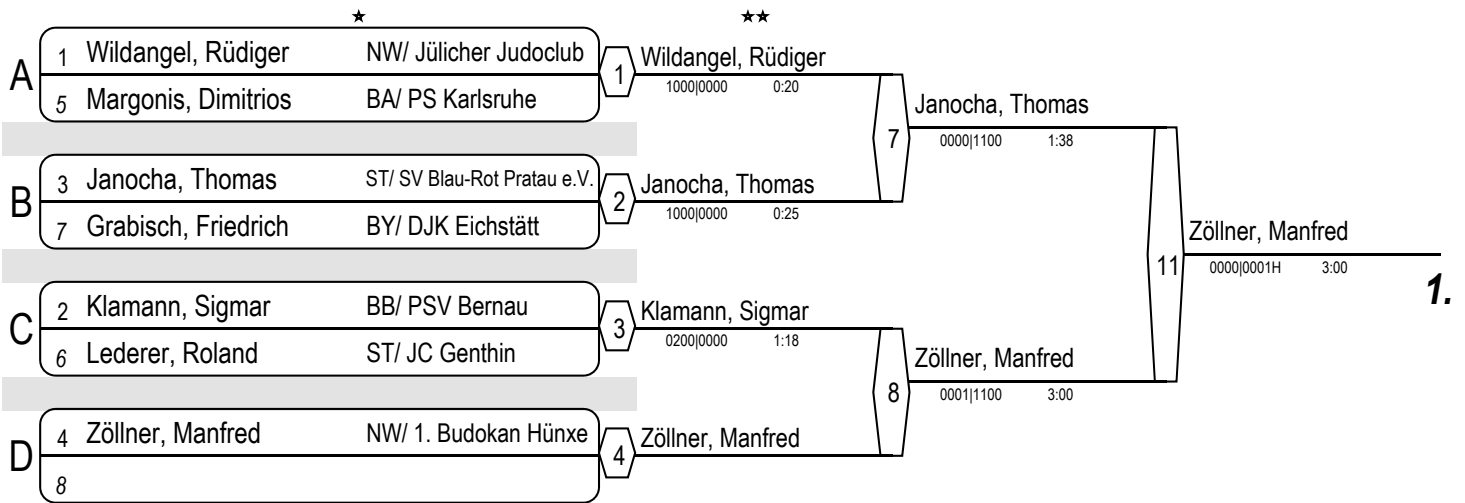 ★ ★★
A
1 Wildangel, Rüdiger NW/ Jülicher Judoclub
5 Margonis, Dimitrios BA/ PS Karlsruhe
1
Wildangel, Rüdiger
1000|0000 0:20
B
3 Janocha, Thomas ST/ SV Blau-Rot Pratau e.V.
7 Grabisch, Friedrich BY/ DJK Eichstätt
2
Janocha, Thomas
1000|0000 0:25
7
Janocha, Thomas
0000|1100 1:38
C
2 Klamann, Sigmar BB/ PSV Bernau
6 Lederer, Roland ST/ JC Genthin
3
Klamann, Sigmar
0200|0000 1:18
D
4 Zöllner, Manfred NW/ 1. Budokan Hünxe
8
4
Zöllner, Manfred
8
Zöllner, Manfred
0001|1100 3:00
11
Zöllner, Manfred
0000|0001H 3:00
1.